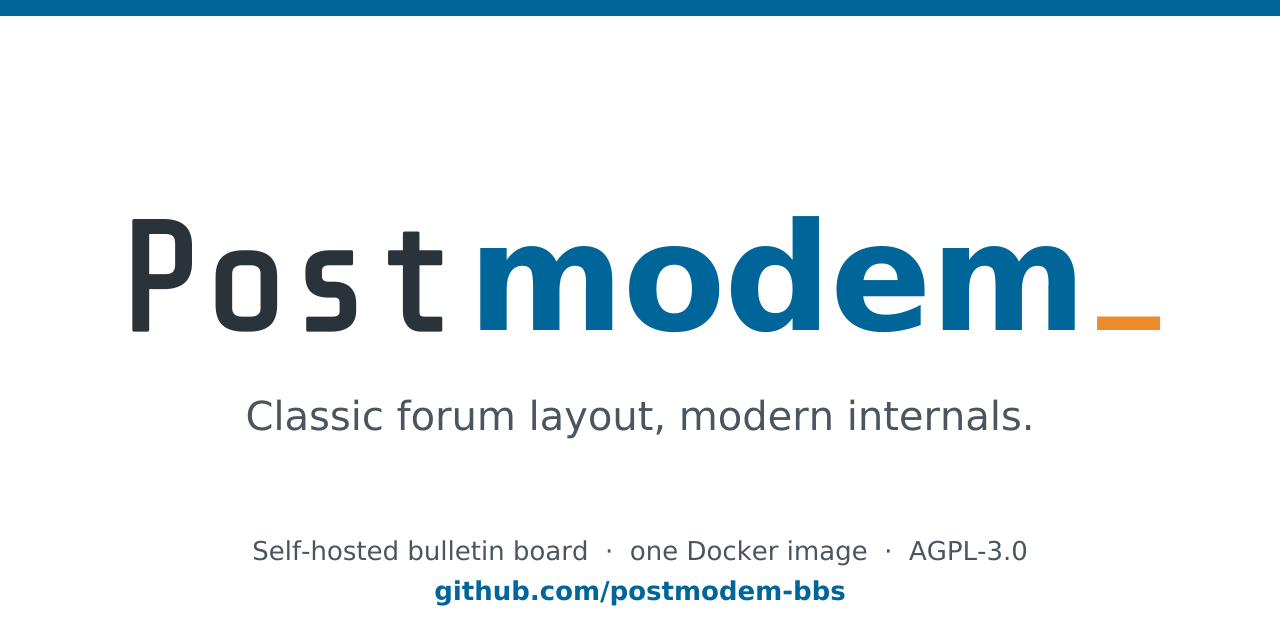 Postmodem_
Classic forum layout, modern internals.
Self-hosted bulletin board · one Docker image · AGPL-3.0
github.com/postmodem-bbs